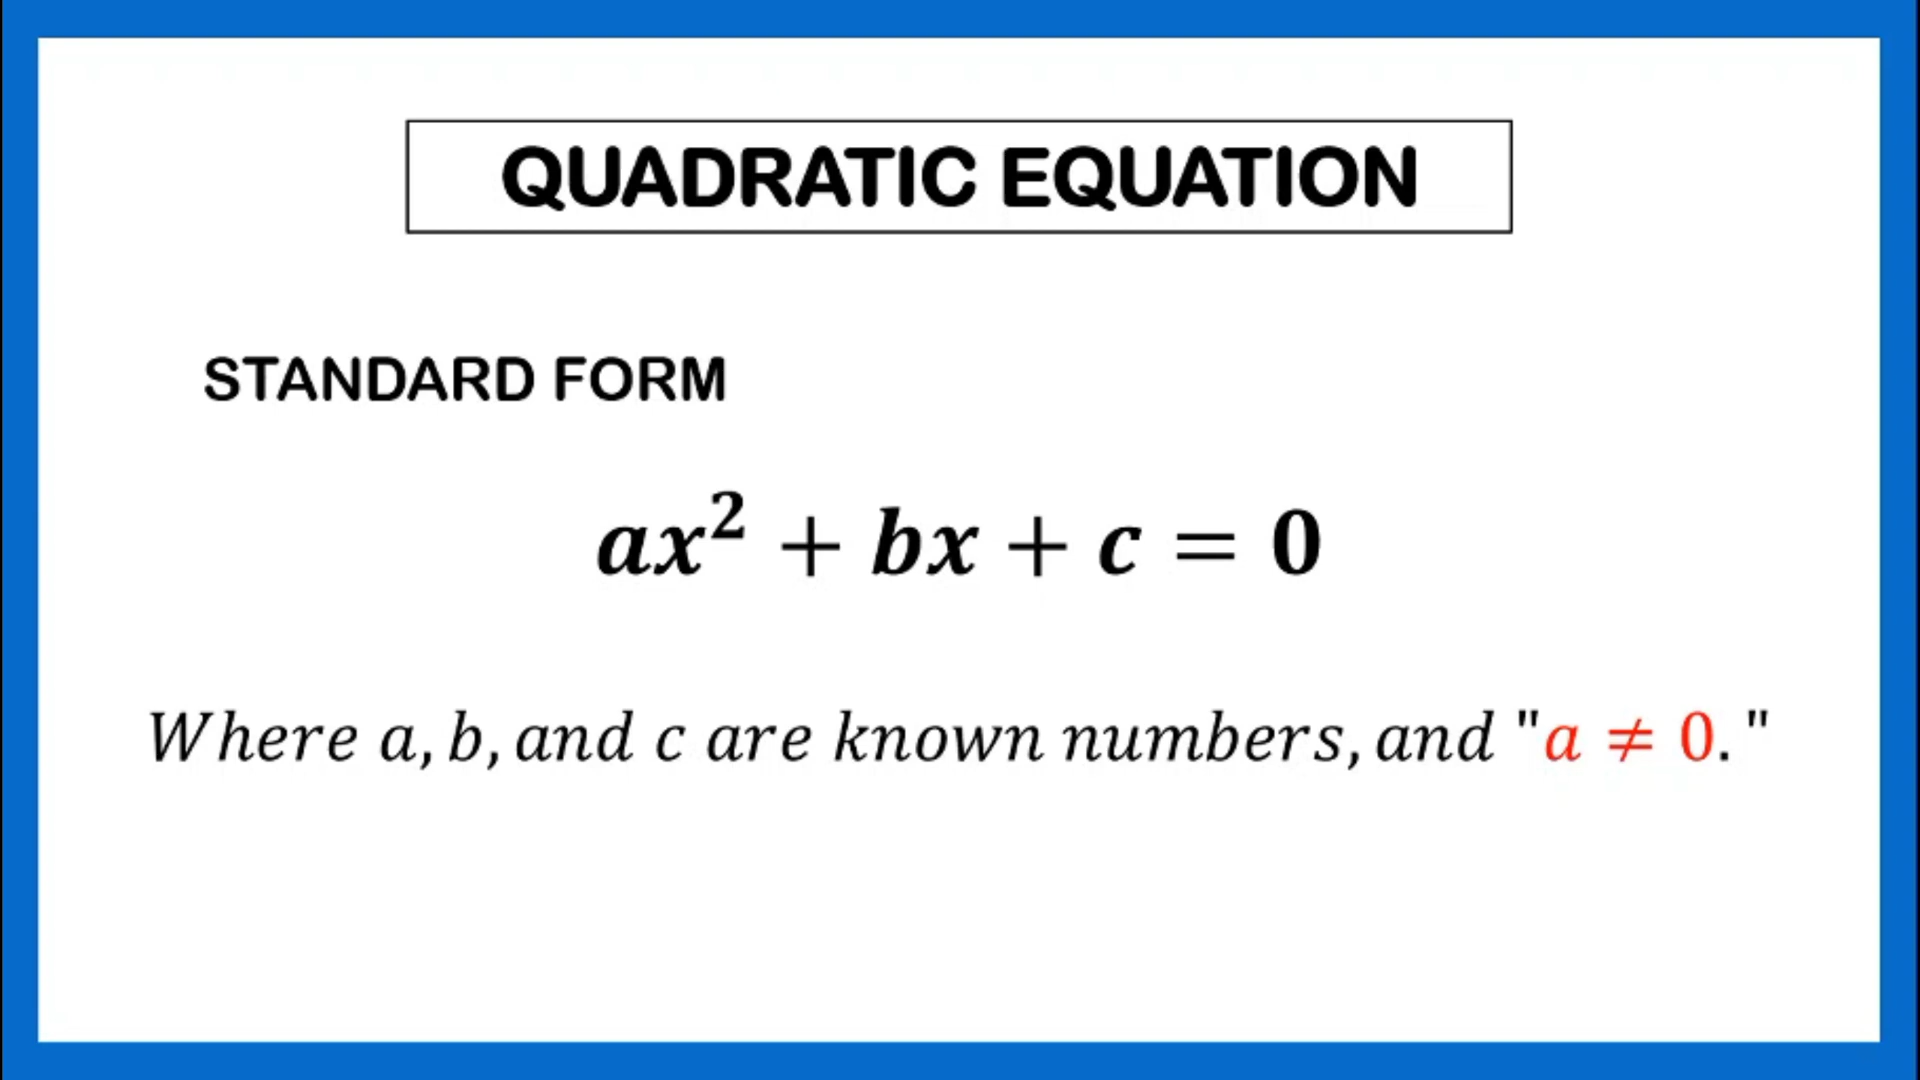 QUADRATIC EQUATION
STANDARD FORM
ax² + bx + c = 0
Where a, b, and c are known numbers, and "a ≠ 0."